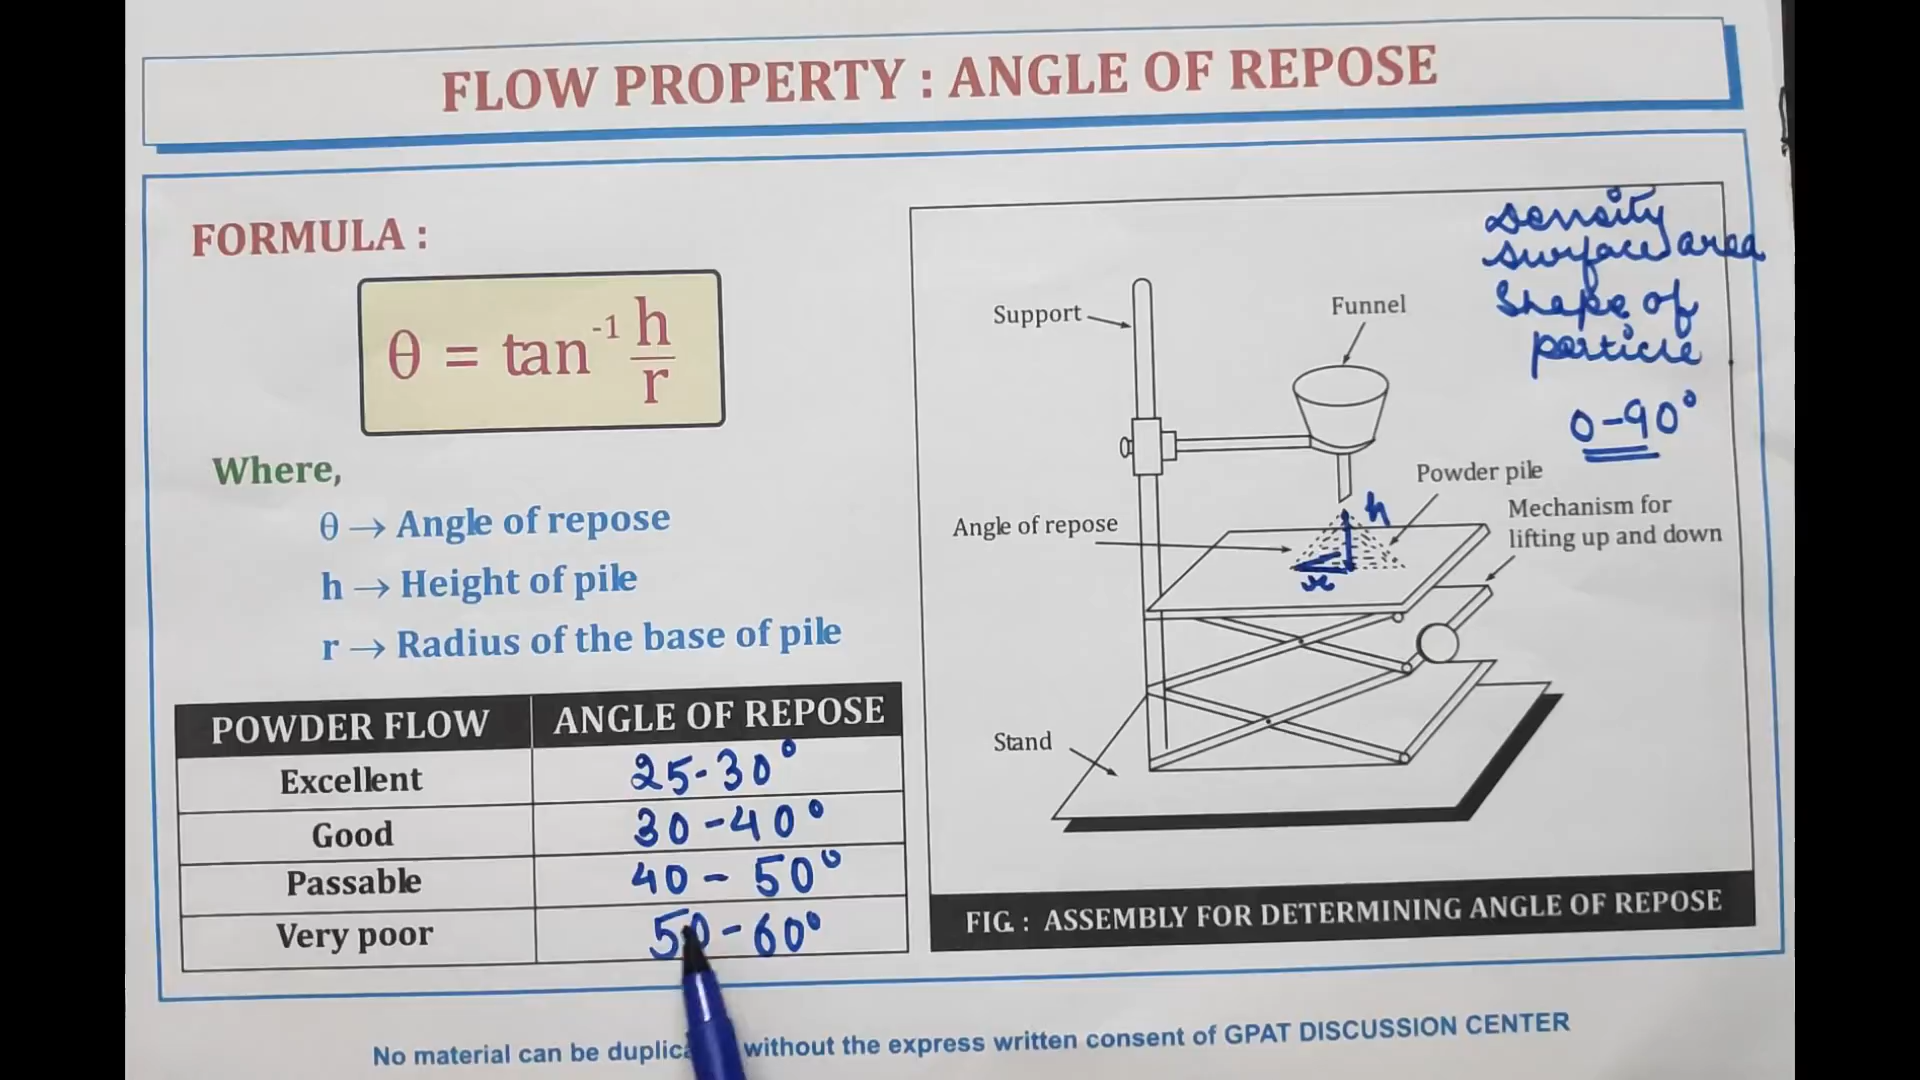 FLOW PROPERTY : ANGLE OF REPOSE
FORMULA :
θ = tan⁻¹ h/r
Where,
θ → Angle of repose
h → Height of pile
r → Radius of the base of pile
POWDER FLOW ANGLE OF REPOSE
Excellent 25-30°
Good 30-40°
Passable 40-50°
Very poor 50-60°
Density
surface area
Shape of
particle
0-90°
Support
Funnel
Powder pile
h
Mechanism for
lifting up and down
Angle of repose
r
Stand
FIG. : ASSEMBLY FOR DETERMINING ANGLE OF REPOSE
No material can be without the express written consent of GPAT DISCUSSION CENTER